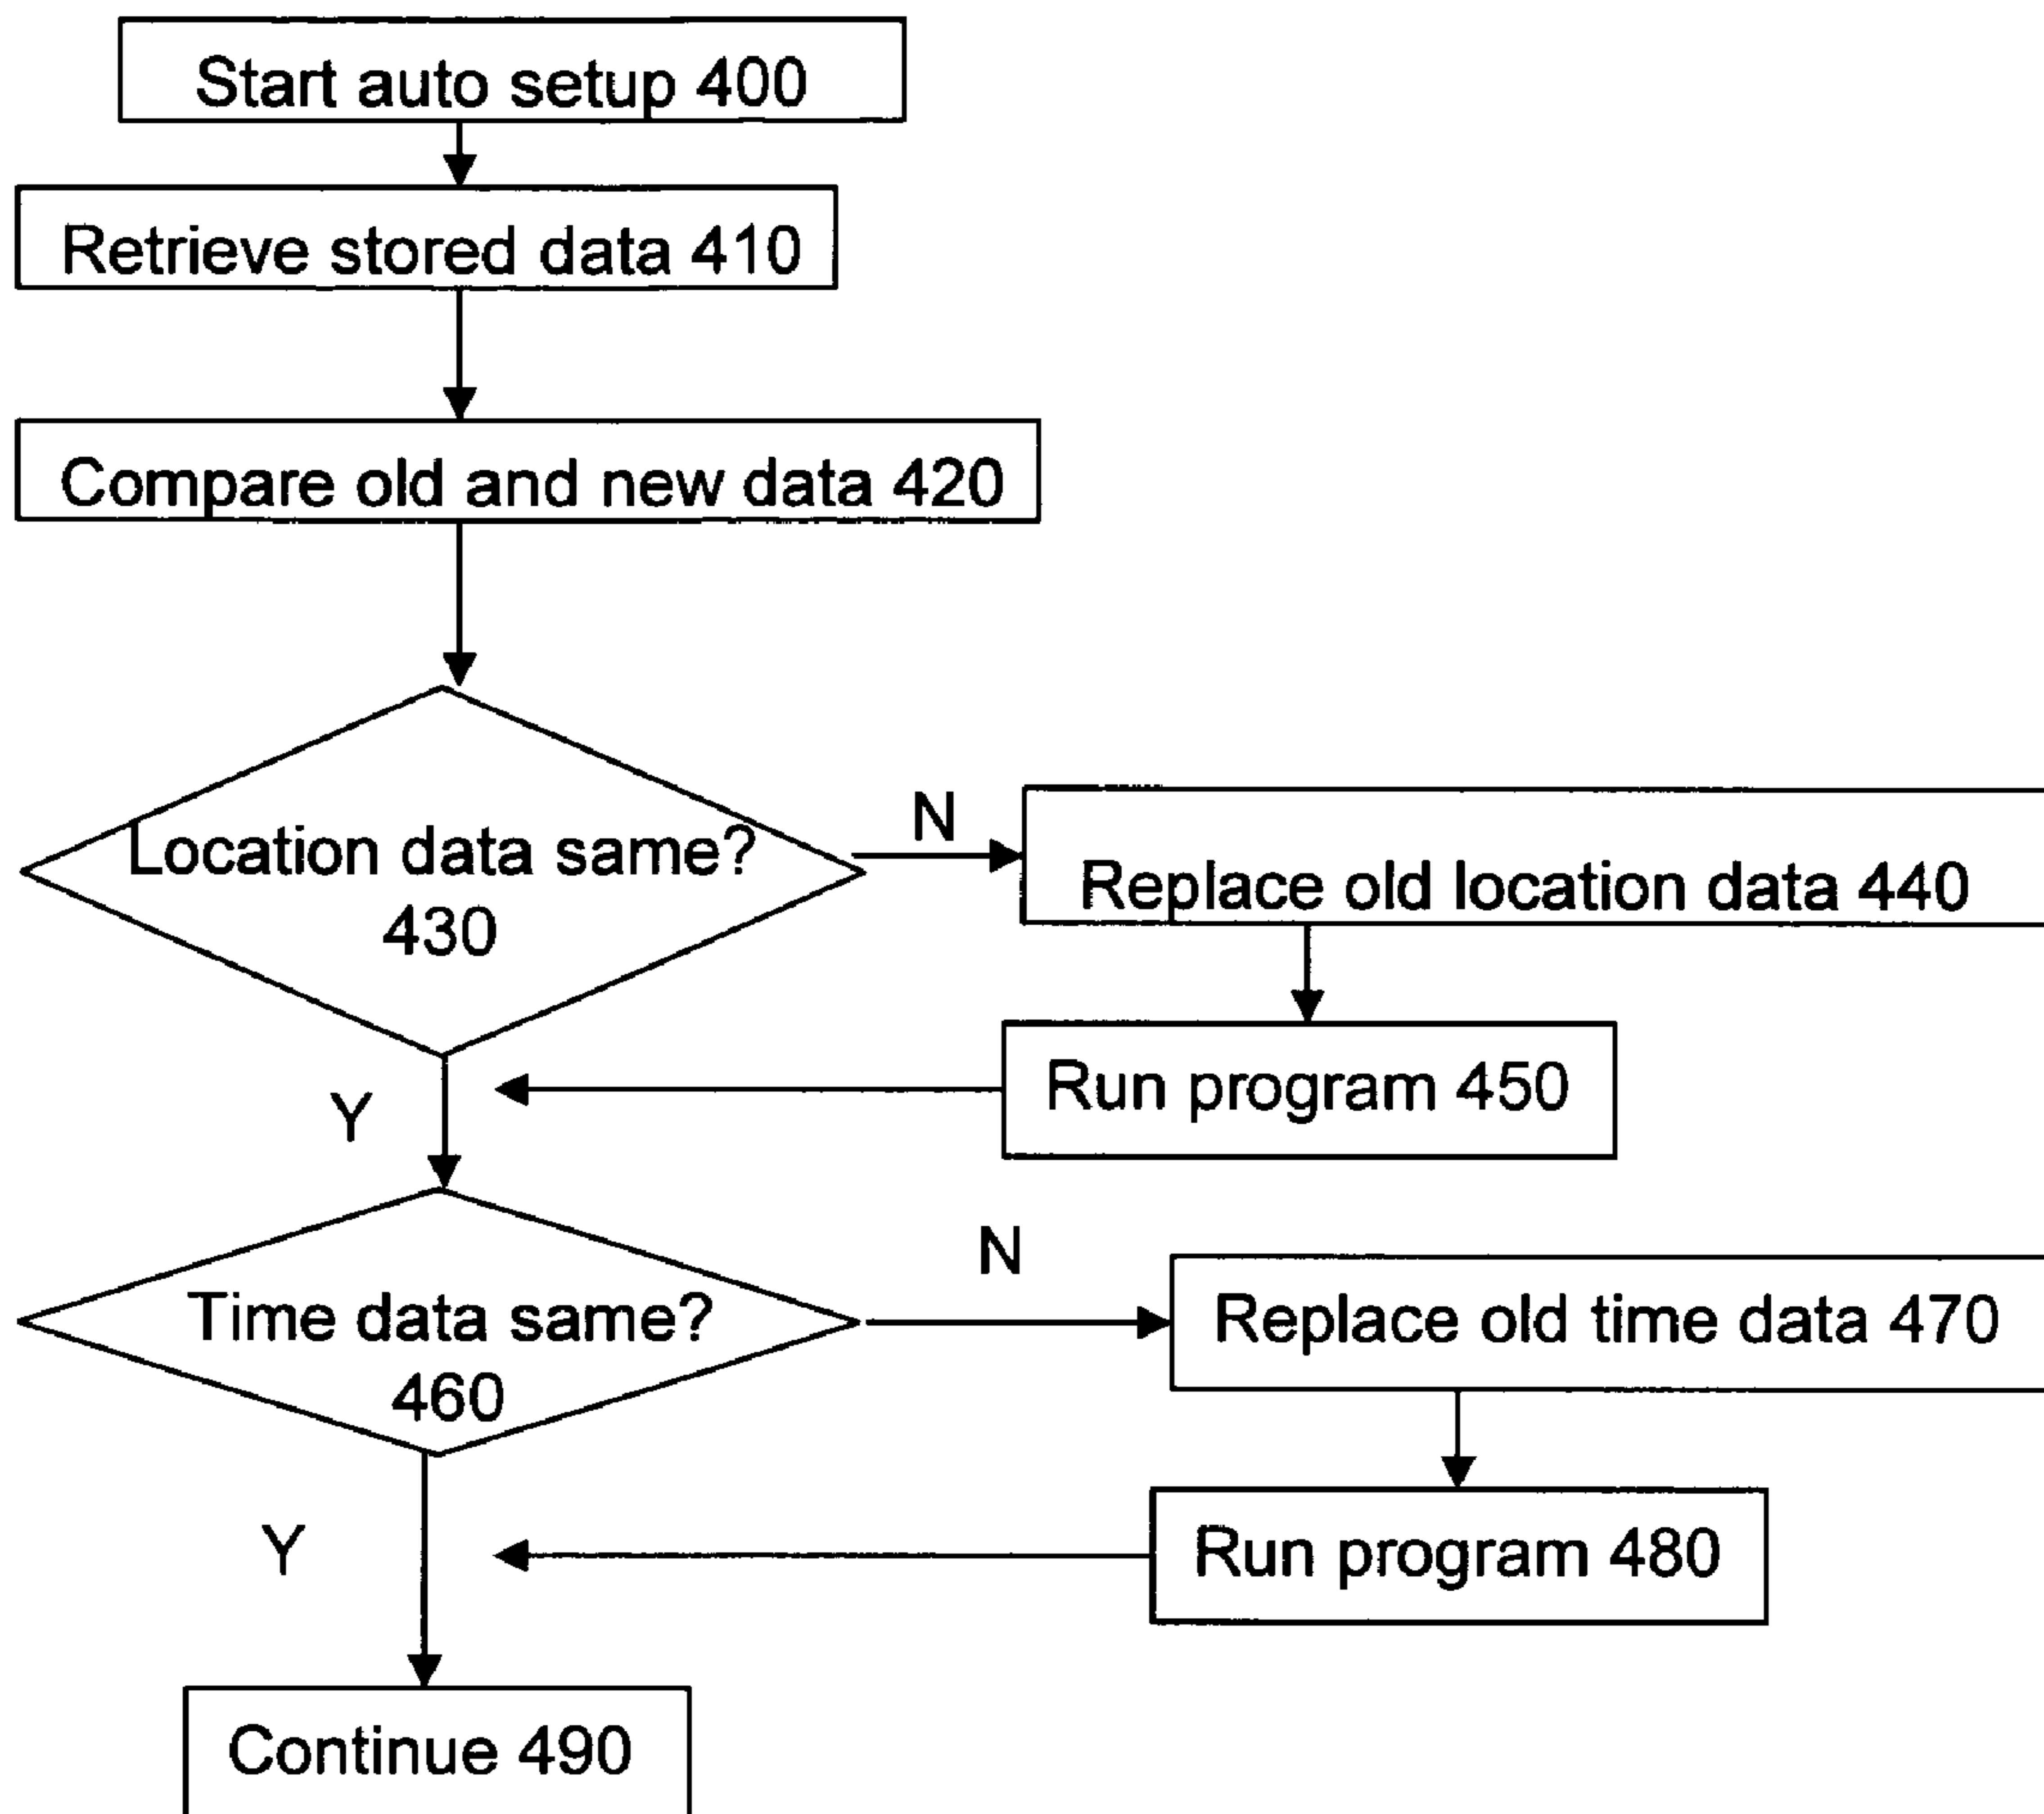 Start auto setup 400
Retrieve stored data 410
Compare old and new data 420
Location data same?
430
N
Replace old location data 440
Run program 450
Y
Time data same?
460
N
Replace old time data 470
Run program 480
Y
Continue 490